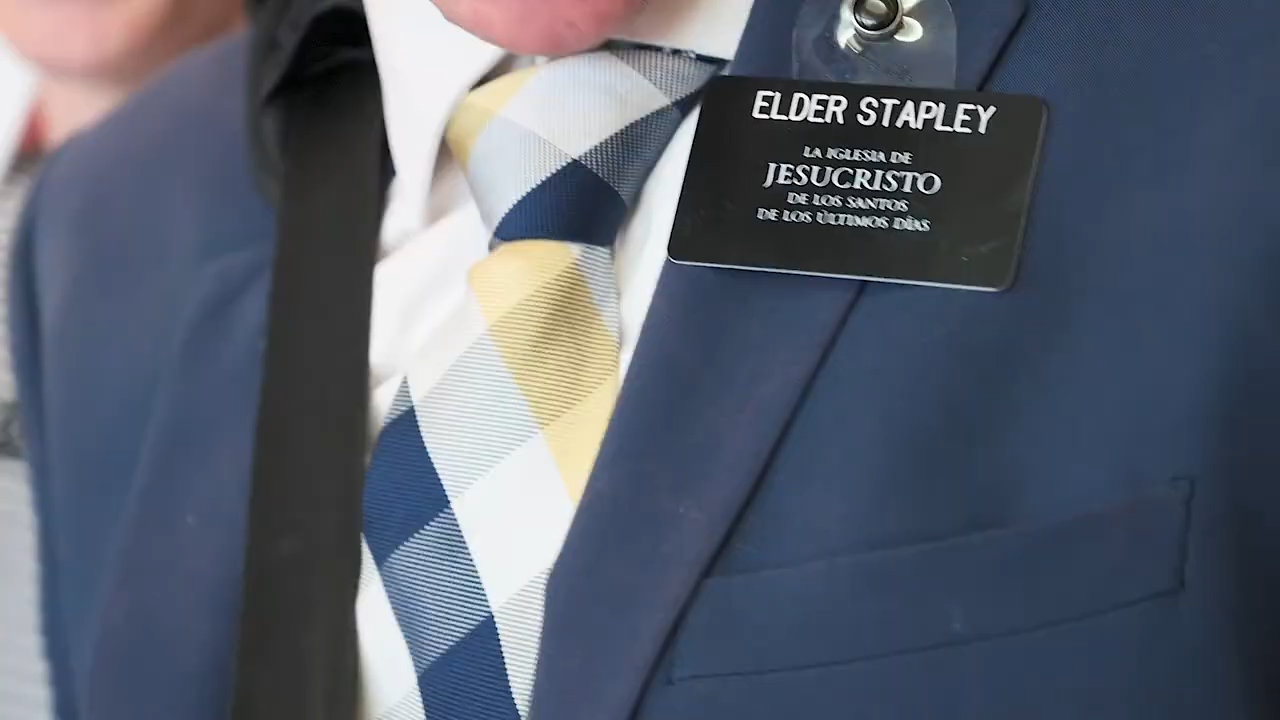 ELDER STAPLEY
LA IGLESIA DE
JESUCRISTO
DE LOS SANTOS
DE LOS ÚLTIMOS DÍAS